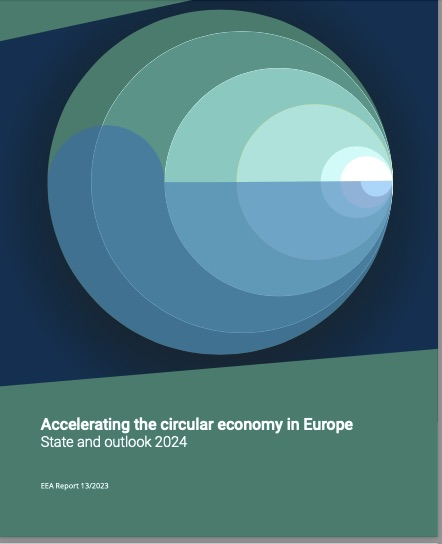 Accelerating the circular economy in Europe
State and outlook 2024
EEA Report 13/2023